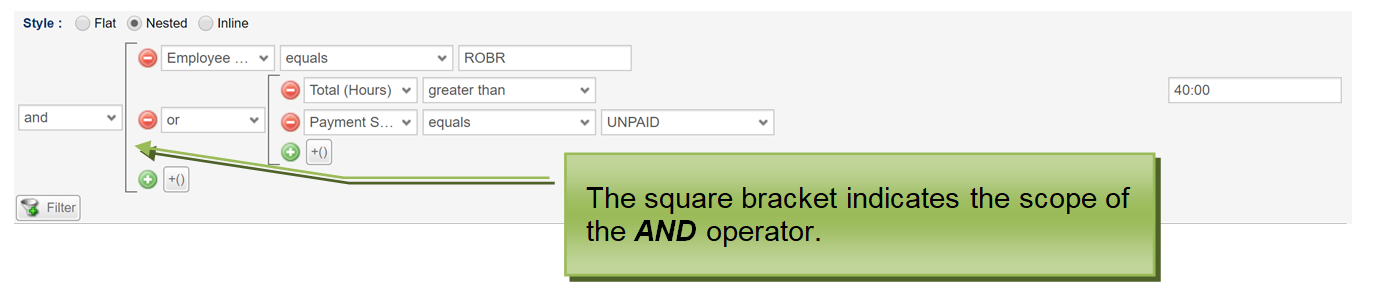 Style : Flat Nested Inline
Employee ... equals ROBR
Total (Hours) greater than 40:00
and or Payment S... equals UNPAID
+()
+()
Filter
The square bracket indicates the scope of
the AND operator.